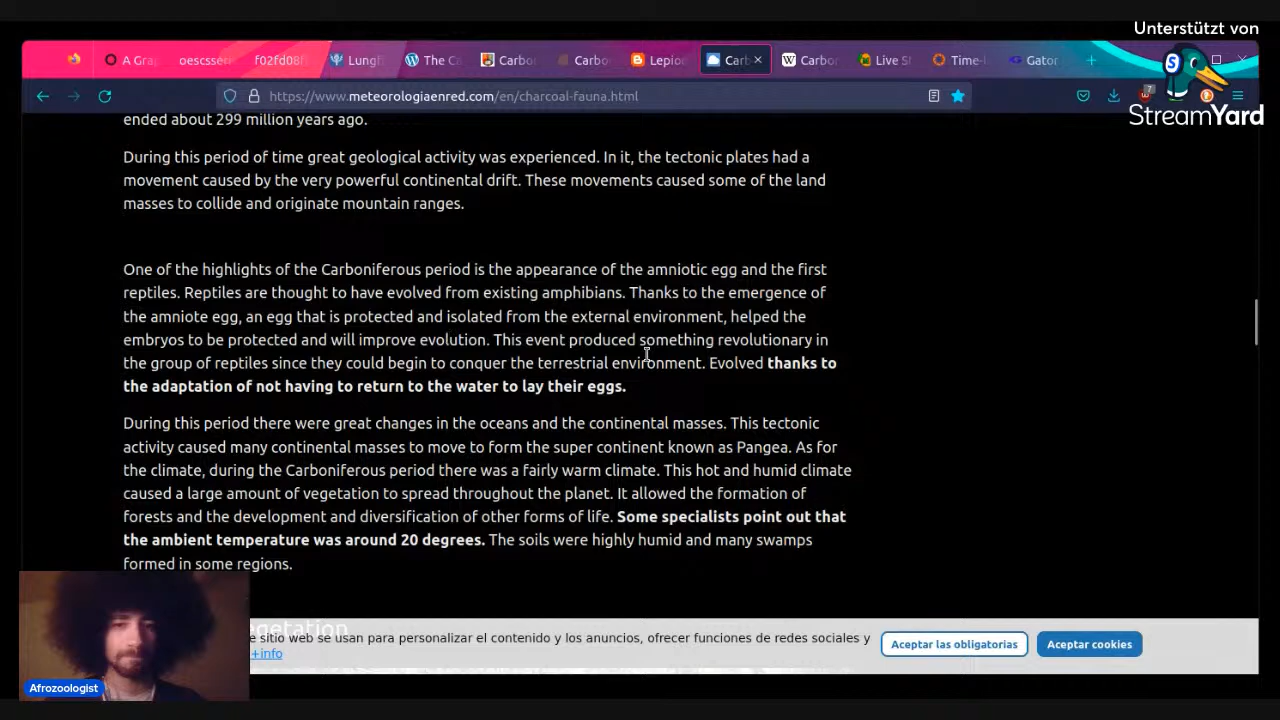 Unterstützt von
StreamYard
A Gra
oescssen
f02fd08f
Lungfi
The C
Carbo
Carbo
Lepio
Carb
Carbo
Live S
Time-
Gator
https://www.meteorologiaenred.com/en/charcoal-fauna.html
7
ended about 299 million years ago.
During this period of time great geological activity was experienced. In it, the tectonic plates had a
movement caused by the very powerful continental drift. These movements caused some of the land
masses to collide and originate mountain ranges.
One of the highlights of the Carboniferous period is the appearance of the amniotic egg and the first
reptiles. Reptiles are thought to have evolved from existing amphibians. Thanks to the emergence of
the amniote egg, an egg that is protected and isolated from the external environment, helped the
embryos to be protected and will improve evolution. This event produced something revolutionary in
the group of reptiles since they could begin to conquer the terrestrial environment. Evolved thanks to
the adaptation of not having to return to the water to lay their eggs.
During this period there were great changes in the oceans and the continental masses. This tectonic
activity caused many continental masses to move to form the super continent known as Pangea. As for
the climate, during the Carboniferous period there was a fairly warm climate. This hot and humid climate
caused a large amount of vegetation to spread throughout the planet. It allowed the formation of
forests and the development and diversification of other forms of life. Some specialists point out that
the ambient temperature was around 20 degrees. The soils were highly humid and many swamps
formed in some regions.
egetation
e sitio web se usan para personalizar el contenido y los anuncios, ofrecer funciones de redes sociales y
+info
Aceptar las obligatorias
Aceptar cookies
Afrozoologist